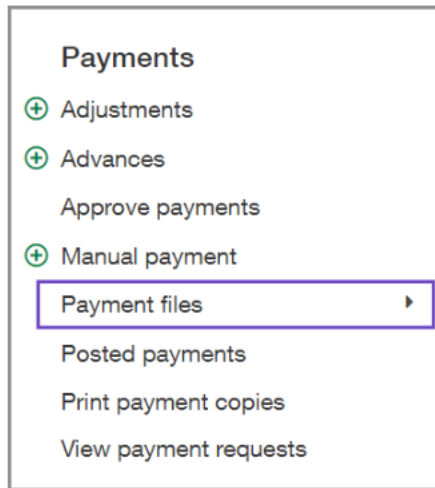 Payments
Adjustments
Advances
Approve payments
Manual payment
Payment files
Posted payments
Print payment copies
View payment requests